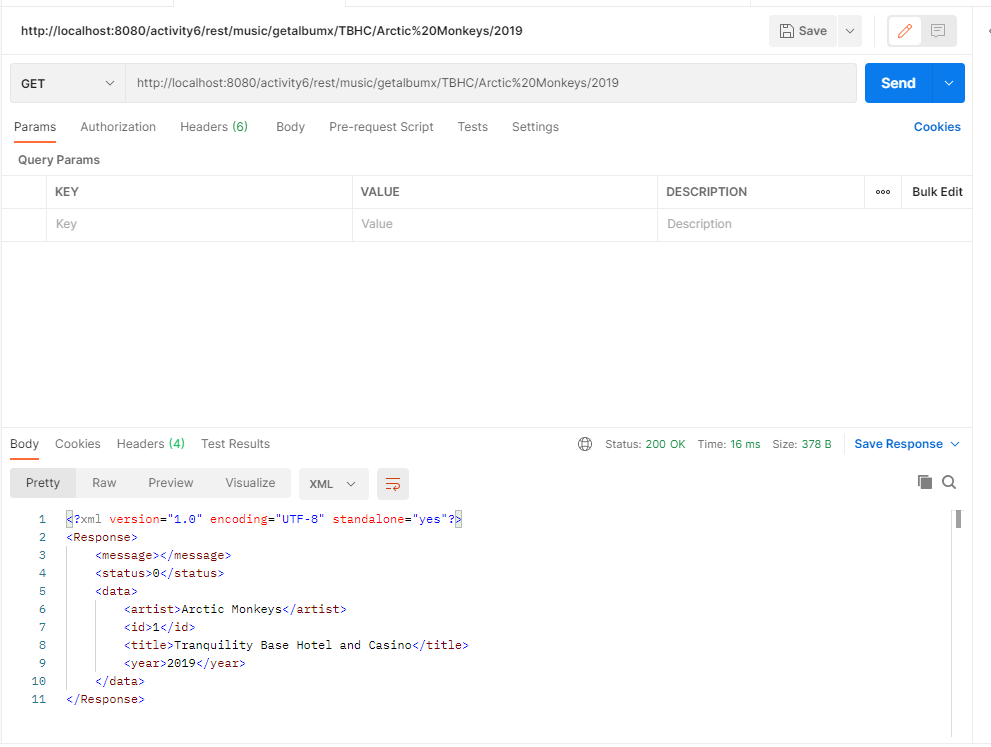 http://localhost:8080/activity6/rest/music/getalbumx/TBHC/Arctic%20Monkeys/2019 Save
GET http://localhost:8080/activity6/rest/music/getalbumx/TBHC/Arctic%20Monkeys/2019 Send
Params Authorization Headers (6) Body Pre-request Script Tests Settings Cookies
Query Params
KEY VALUE DESCRIPTION ooo Bulk Edit
Key Value Description
Body Cookies Headers (4) Test Results Status: 200 OK Time: 16 ms Size: 378 B Save Response
Pretty Raw Preview Visualize XML
1 <?xml version="1.0" encoding="UTF-8" standalone="yes"?>
2 <Response>
3 <message></message>
4 <status>0</status>
5 <data>
6 <artist>Arctic Monkeys</artist>
7 <id>1</id>
8 <title>Tranquility Base Hotel and Casino</title>
9 <year>2019</year>
10 </data>
11 </Response>